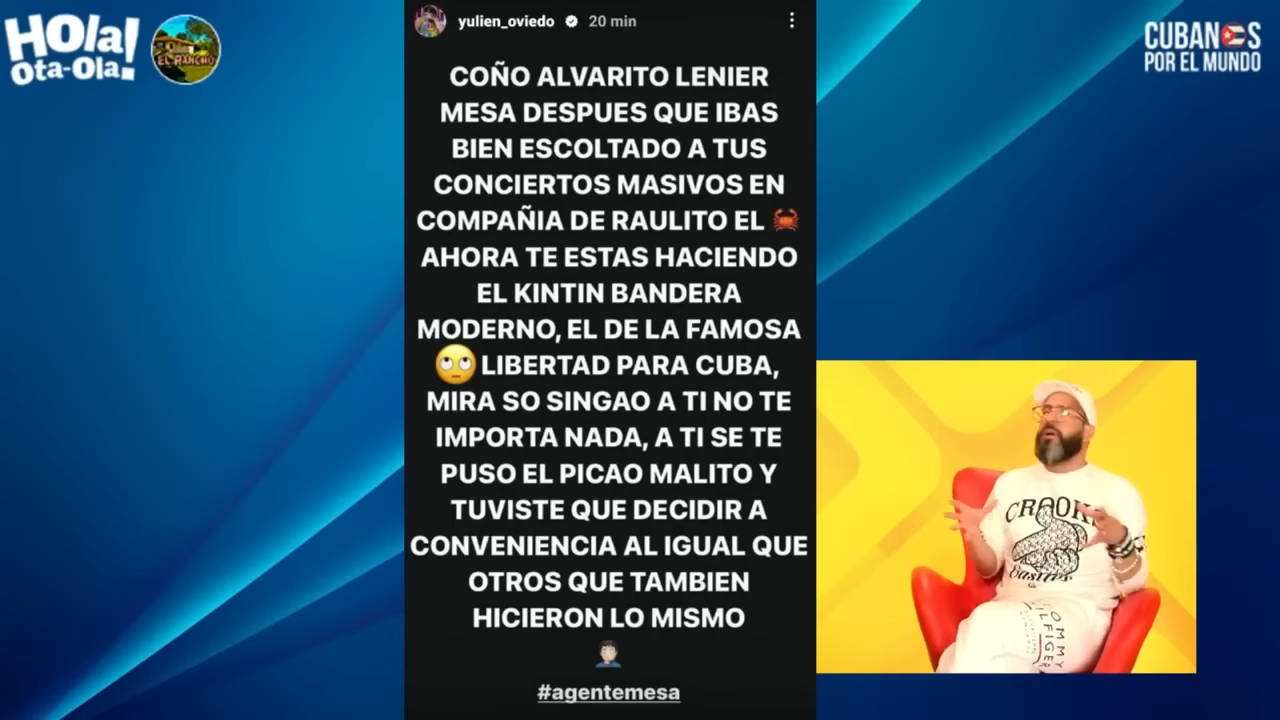 HOla!
Ota-Ola!
EL RANCHO
CUBANOS
POR EL MUNDO
yulien_oviedo 20 min
COÑO ALVARITO LENIER
MESA DESPUES QUE IBAS
BIEN ESCOLTADO A TUS
CONCIERTOS MASIVOS EN
COMPAÑIA DE RAULITO EL 🦀
AHORA TE ESTAS HACIENDO
EL KINTIN BANDERA
MODERNO, EL DE LA FAMOSA
🙄 LIBERTAD PARA CUBA,
MIRA SO SINGAO A TI NO TE
IMPORTA NADA, A TI SE TE
PUSO EL PICAO MALITO Y
TUVISTE QUE DECIDIR A
CONVENIENCIA AL IGUAL QUE
OTROS QUE TAMBIEN
HICIERON LO MISMO
🤦🏻‍♂️
#agentemesa
CROOKS
Castles
TOMMY
HILFIGER